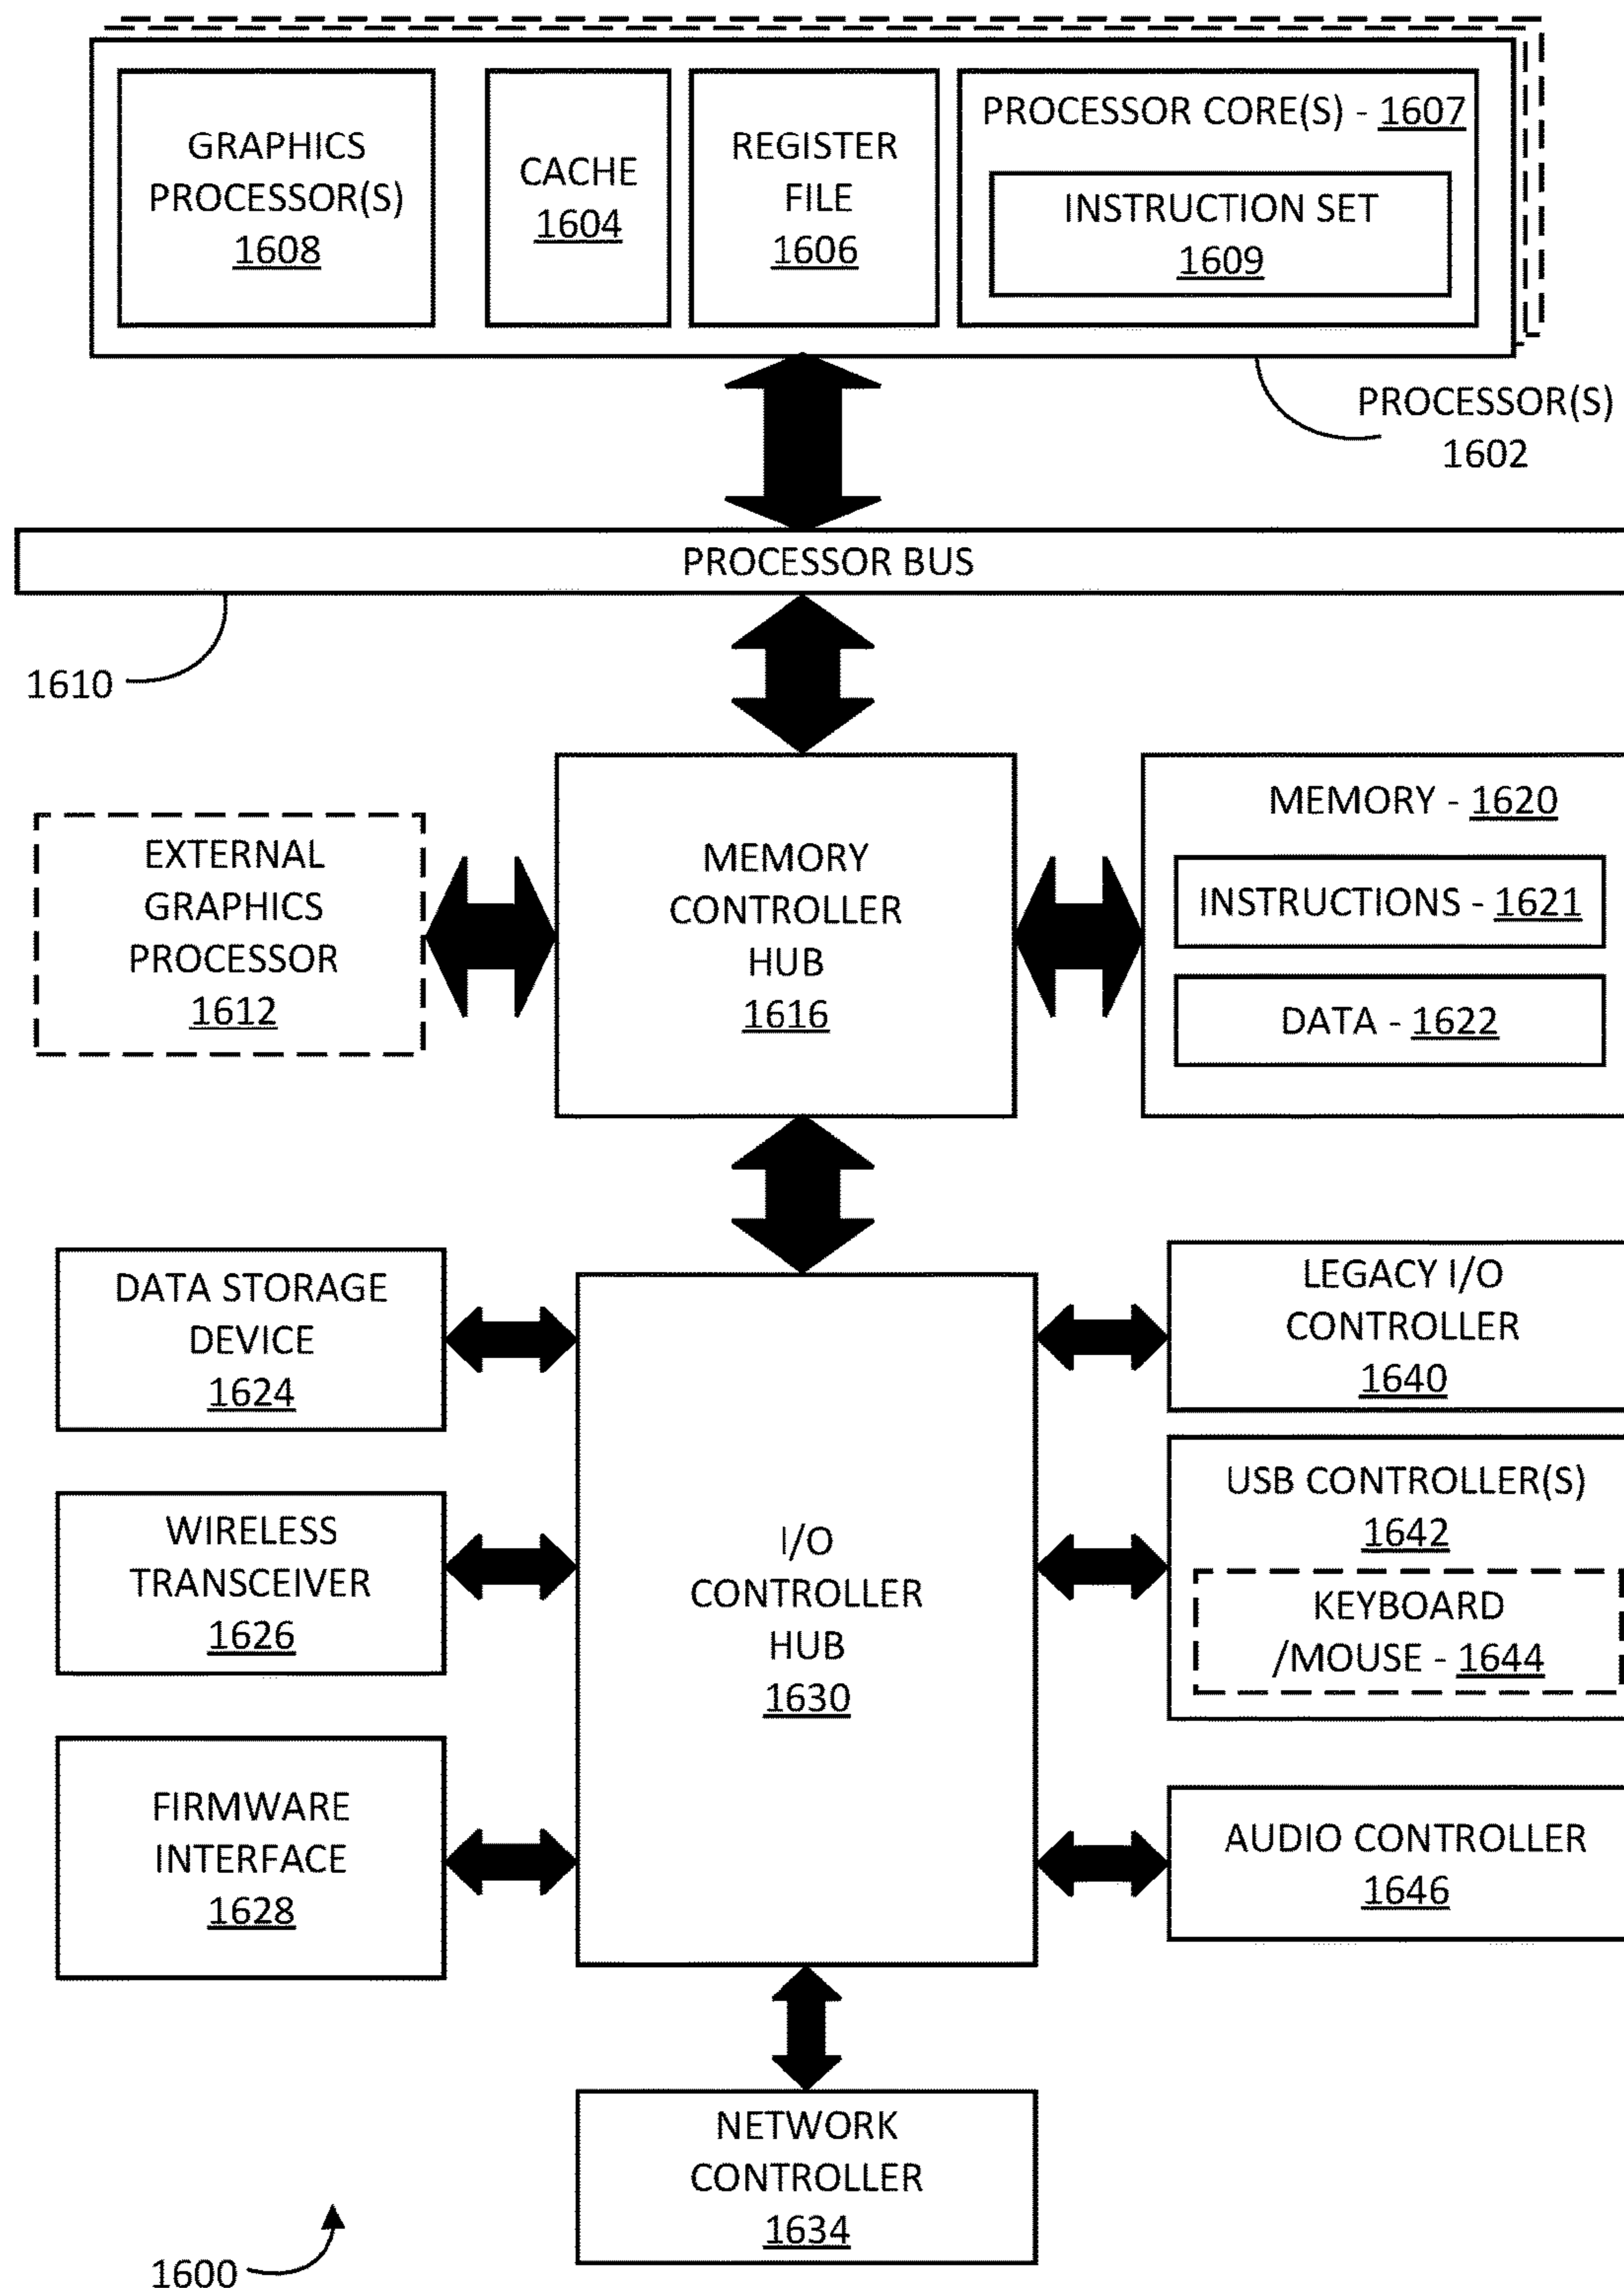 GRAPHICS
PROCESSOR(S)
1608
CACHE
1604
REGISTER
FILE
1606
PROCESSOR CORE(S) - 1607
INSTRUCTION SET
1609
PROCESSOR(S)
1602
PROCESSOR BUS
1610
EXTERNAL
GRAPHICS
PROCESSOR
1612
MEMORY
CONTROLLER
HUB
1616
MEMORY - 1620
INSTRUCTIONS - 1621
DATA - 1622
DATA STORAGE
DEVICE
1624
WIRELESS
TRANSCEIVER
1626
FIRMWARE
INTERFACE
1628
I/O
CONTROLLER
HUB
1630
LEGACY I/O
CONTROLLER
1640
USB CONTROLLER(S)
1642
KEYBOARD
/MOUSE - 1644
AUDIO CONTROLLER
1646
NETWORK
CONTROLLER
1634
1600